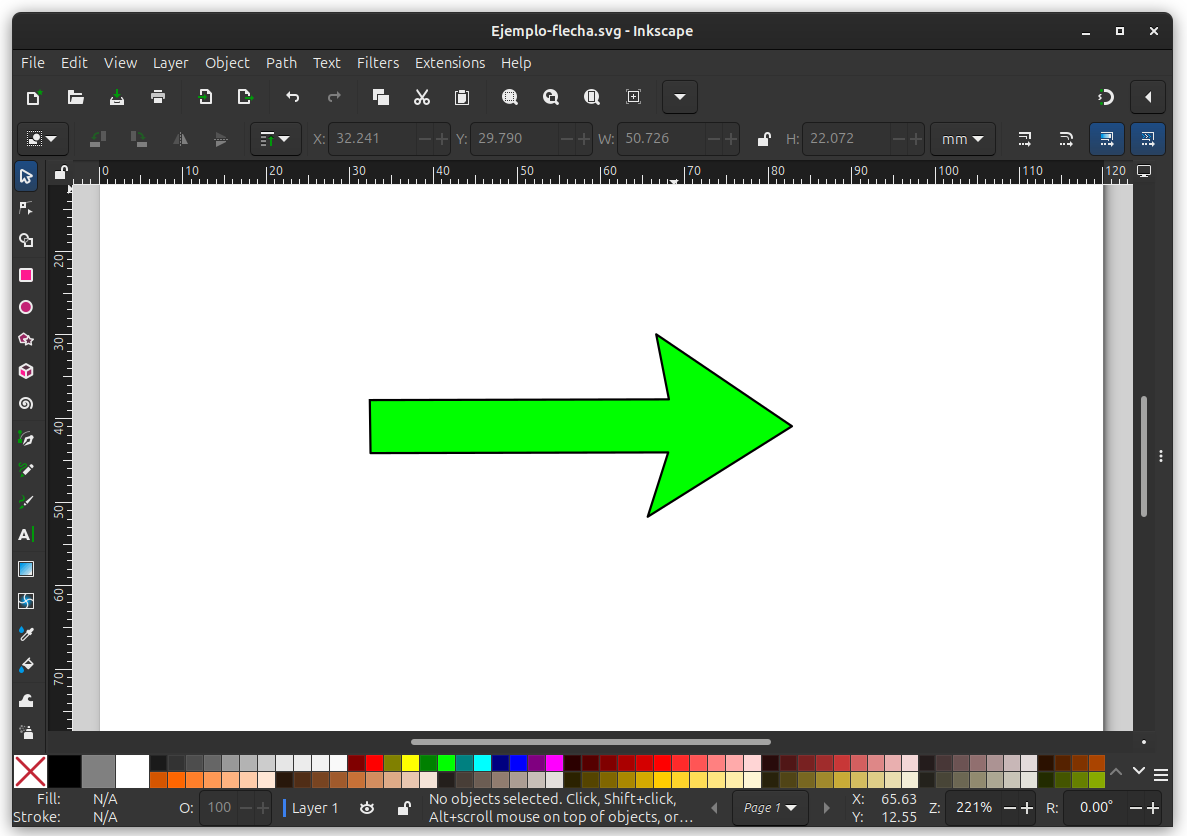 Ejemplo-flecha.svg - Inkscape
File Edit View Layer Object Path Text Filters Extensions Help
X: 32.241 Y: 29.790 W: 50.726 H: 22.072 mm
0 10 20 30 40 50 60 70 80 90 100 110 120
20
30
40
50
60
70
A
Fill: N/A
Stroke: N/A
O: 100
Layer 1
No objects selected. Click, Shift+click,
Alt+scroll mouse on top of objects, or…
Page 1
X: 65.63
Y: 12.55
Z: 221%
R: 0.00°